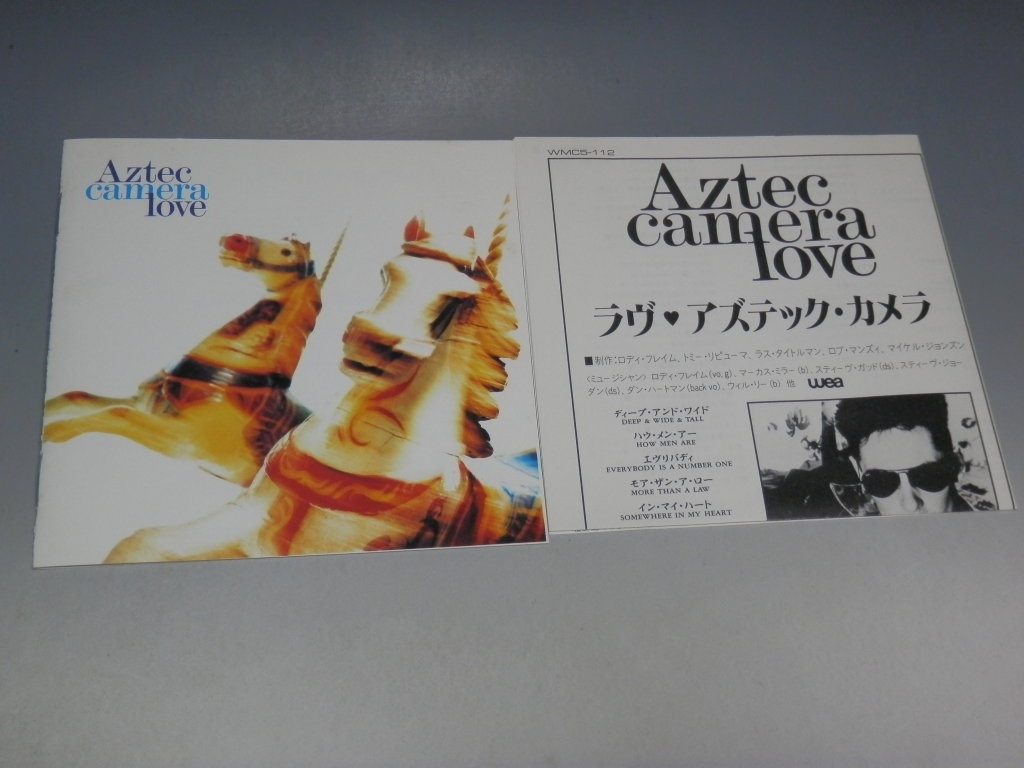 Aztec
camera
love
WMC5-112
Aztec
camera
love
ラヴ♥アズテック・カメラ
■制作:ロディ・フレイム、トミー・リピューマ、ラス・タイトルマン、ロブ・マンズィ、マイケル・ジョンズン
〈ミュージシャン〉ロディ・フレイム(vo, g)、マーカス・ミラー(b)、スティーヴ・ガッド(ds)、スティーヴ・ジョー
ダン(ds)、ダン・ハートマン(back vo)、ウィル・リー(b) 他 wea
ディープ・アンド・ワイド
DEEP & WIDE & TALL
ハウ・メン・アー
HOW MEN ARE
エヴリバディ
EVERYBODY IS A NUMBER ONE
モア・ザン・ア・ロー
MORE THAN A LAW
イン・マイ・ハート
SOMEWHERE IN MY HEART